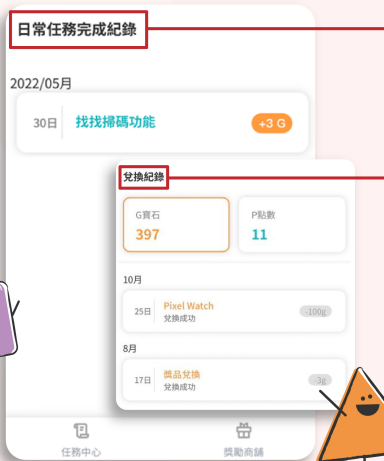 日常任務完成紀錄
2022/05月
30日 找找掃碼功能 +3 G
兌換紀錄
G寶石 P點數
397 11
10月
25日 Pixel Watch -100g
兌換成功
8月
17日 獎品兌換 -3g
兌換成功
任務中心 獎勵商舖